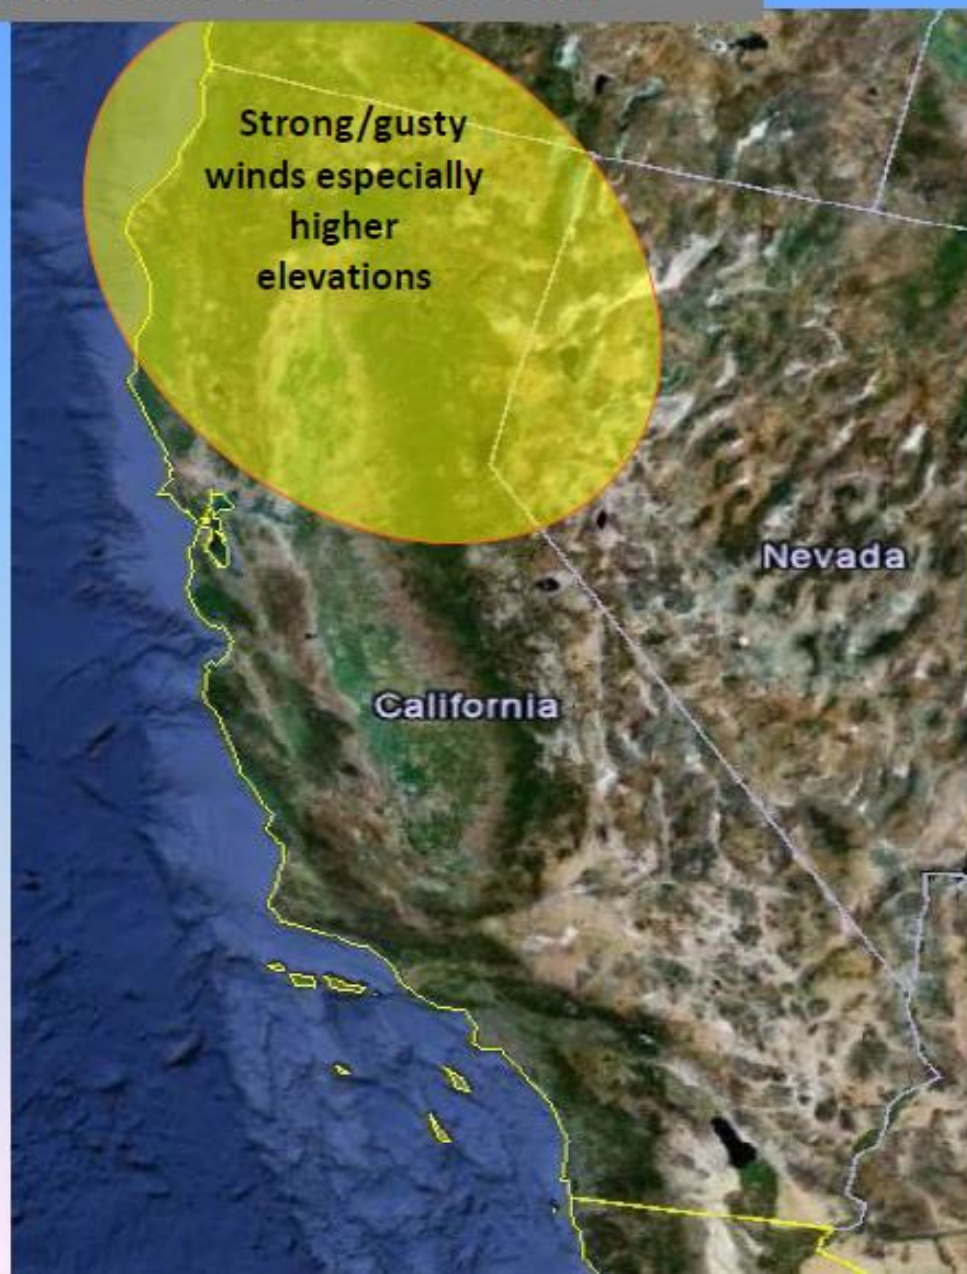 Strong/gusty
winds especially
higher
elevations
Nevada
California